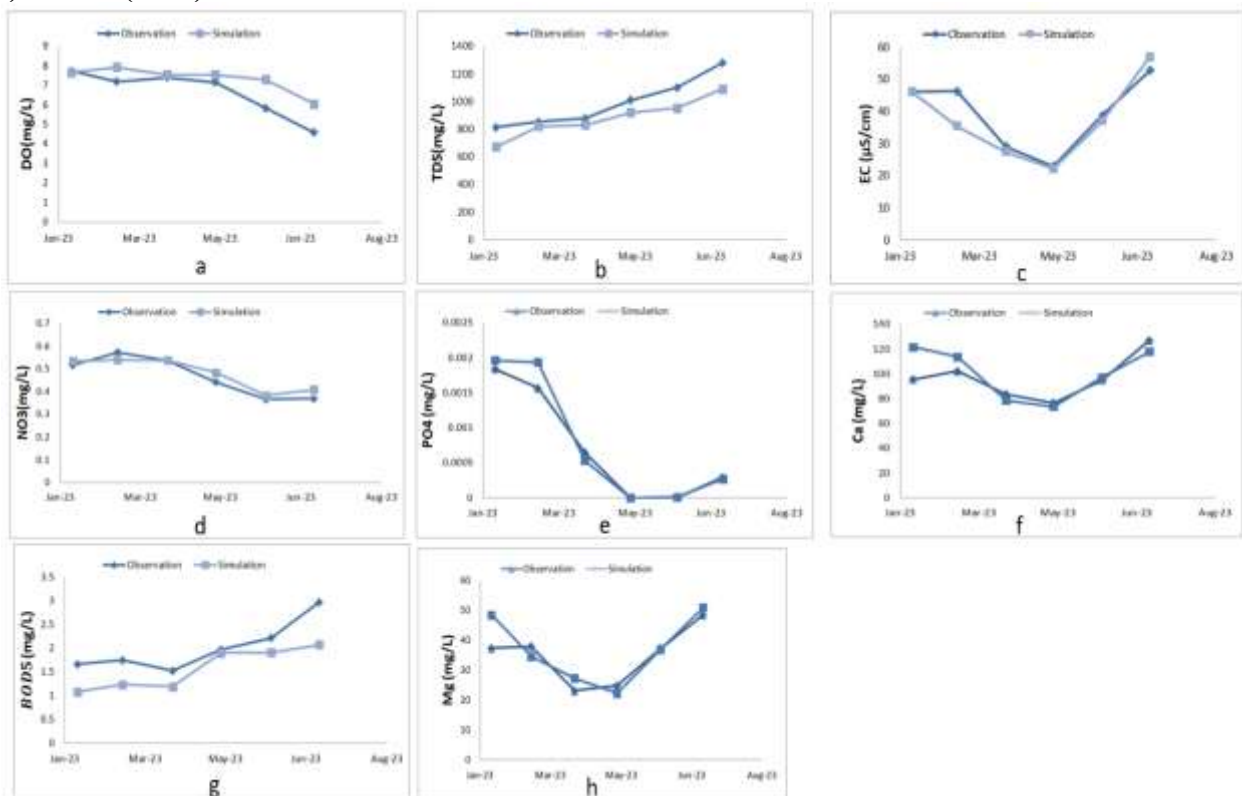 Observation Simulation
DO(mg/L)
9
8
7
6
5
4
3
2
1
0
Jan-23 Mar-23 May-23 Jun-23 Aug-23
a
Observation Simulation
TDS(mg/L)
1400
1200
1000
800
600
400
200
0
Jan-23 Mar-23 May-23 Jun-23 Aug-23
b
Observation Simulation
EC (µS/cm)
60
50
40
30
20
10
0
Jan-23 Mar-23 May-23 Jun-23 Aug-23
c
Observation Simulation
NO3(mg/L)
0.7
0.6
0.5
0.4
0.3
0.2
0.1
0
Jan-23 Mar-23 May-23 Jun-23 Aug-23
d
Observation Simulation
PO4 (mg/L)
0.0025
0.002
0.0015
0.001
0.0005
0
Jan-23 Mar-23 May-23 Jun-23 Aug-23
e
Observation Simulation
Ca (mg/L)
140
120
100
80
60
40
20
0
Jan-23 Mar-23 May-23 Jun-23 Aug-23
f
Observation Simulation
BOD5 (mg/L)
3.5
3
2.5
2
1.5
1
0.5
0
Jan-23 Mar-23 May-23 Jun-23 Aug-23
g
Observation Simulation
Mg (mg/L)
60
50
40
30
20
10
0
Jan-23 Mar-23 May-23 Jun-23 Aug-23
h